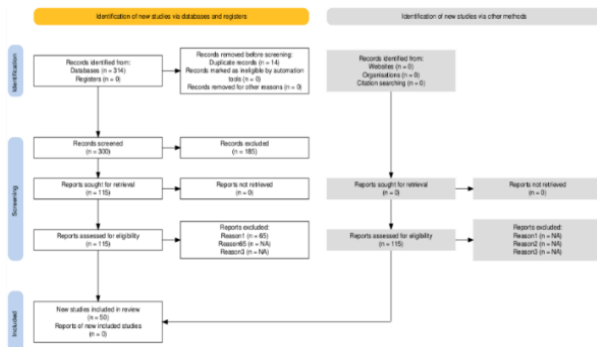 Identification of new studies via databases and registers
Identification of new studies via other methods
Identification
Records identified from:
Databases (n = 314)
Registers (n = 0)
Records removed before screening:
Duplicate records (n = 14)
Records marked as ineligible by automation
tools (n = 0)
Records removed for other reasons (n = 0)
Records identified from:
Websites (n = 0)
Organisations (n = 0)
Citation searching (n = 0)
Screening
Records screened
(n = 300)
Records excluded
(n = 185)
Reports sought for retrieval
(n = 115)
Reports not retrieved
(n = 0)
Reports sought for retrieval
(n = 0)
Reports not retrieved
(n = 0)
Reports assessed for eligibility
(n = 115)
Reports excluded:
Reason1 (n = 65)
Reason65 (n = NA)
Reason3 (n = NA)
Reports assessed for eligibility
(n = 115)
Reports excluded:
Reason1 (n = NA)
Reason2 (n = NA)
Reason3 (n = NA)
Included
New studies included in review
(n = 50)
Reports of new included studies
(n = 0)